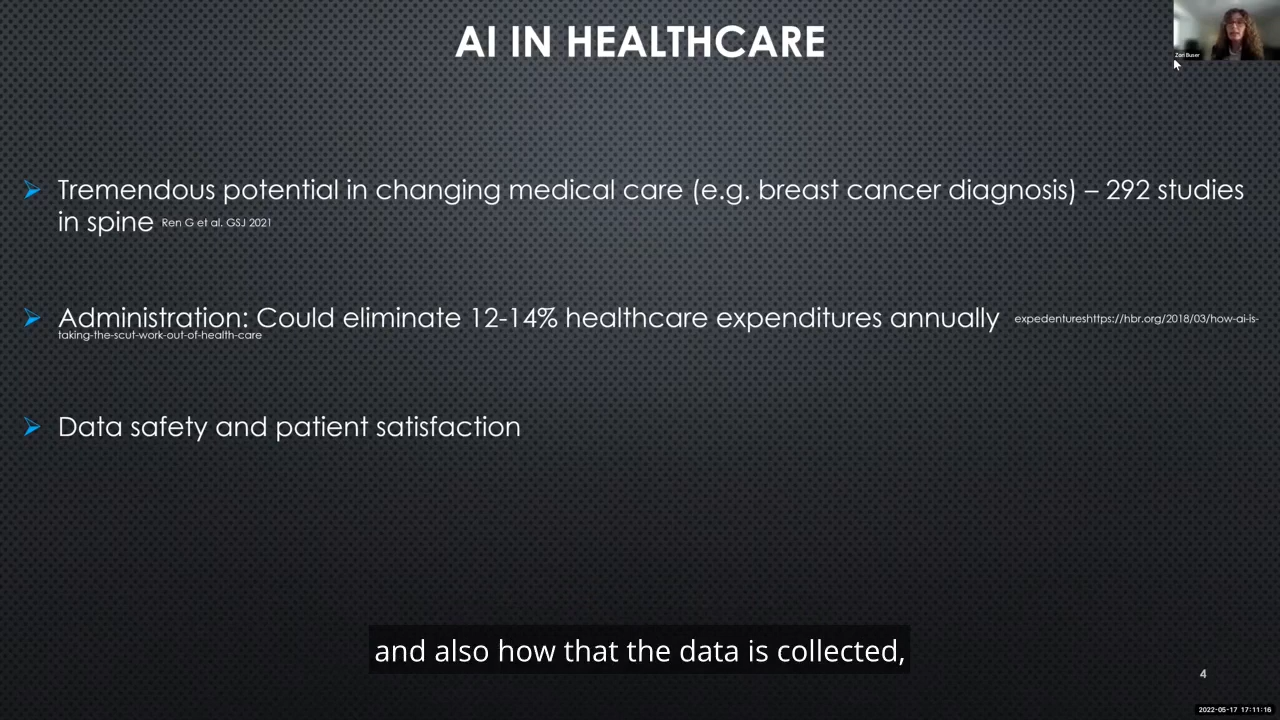 AI IN HEALTHCARE
Zori Buser
➢ Tremendous potential in changing medical care (e.g. breast cancer diagnosis) – 292 studies
in spine Ren G et al. GSJ 2021
➢ Administration: Could eliminate 12-14% healthcare expenditures annually expedentureshttps://hbr.org/2018/03/how-ai-is-
taking-the-scut-work-out-of-health-care
➢ Data safety and patient satisfaction
and also how that the data is collected,
4
2022-05-17 17:11:16